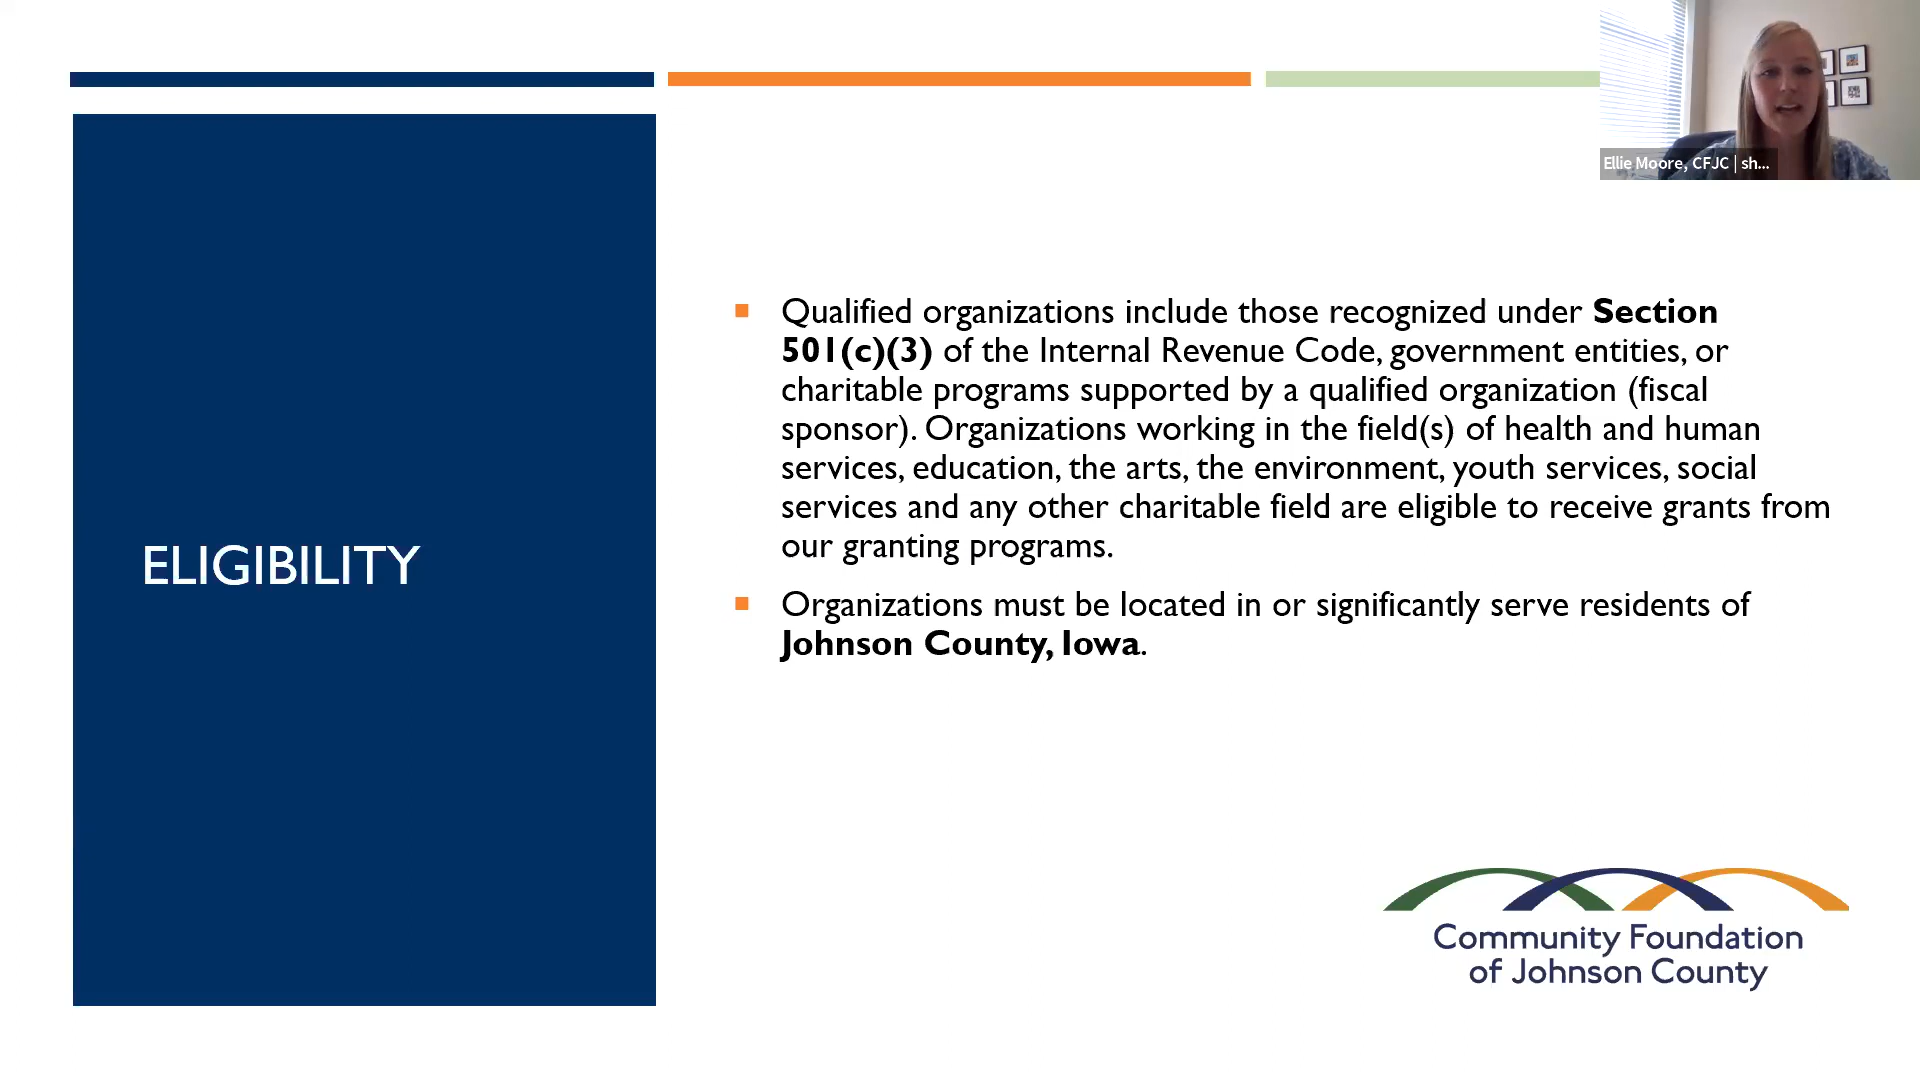 Ellie Moore, CFJC | sh...
ELIGIBILITY
Qualified organizations include those recognized under Section
501(c)(3) of the Internal Revenue Code, government entities, or
charitable programs supported by a qualified organization (fiscal
sponsor). Organizations working in the field(s) of health and human
services, education, the arts, the environment, youth services, social
services and any other charitable field are eligible to receive grants from
our granting programs.
Organizations must be located in or significantly serve residents of
Johnson County, Iowa.
Community Foundation
of Johnson County